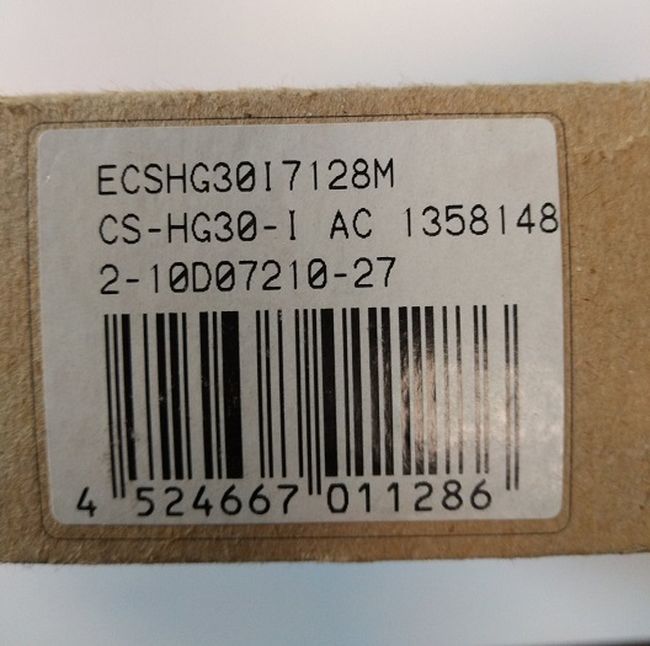 ECSHG30I7128M
CS-HG30-I AC 1358148
2-10D07210-27
4 524667 011286